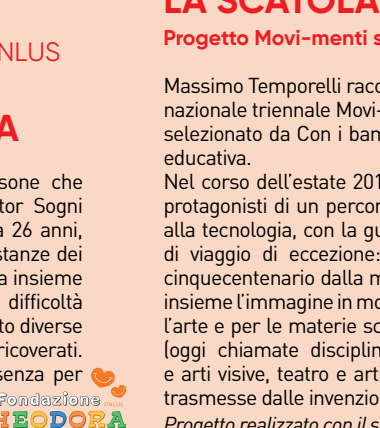 NLUS
A
sone che
tor Sogni
a 26 anni,
stanze dei
a insieme
difficoltà
to diverse
ricoverati.
senza per
Fondazione
ONLUS
HEODORA
LA SCATOLA
Progetto Movi-menti s
Massimo Temporelli racc
nazionale triennale Movi-
selezionato da Con i bam
educativa.
Nel corso dell'estate 201
protagonisti di un percor
alla tecnologia, con la gu
di viaggio di eccezione:
cinquecentenario dalla m
insieme l'immagine in mo
l'arte e per le materie sc
(oggi chiamate disciplin
e arti visive, teatro e art
trasmesse dalle invenzio
Progetto realizzato con il s